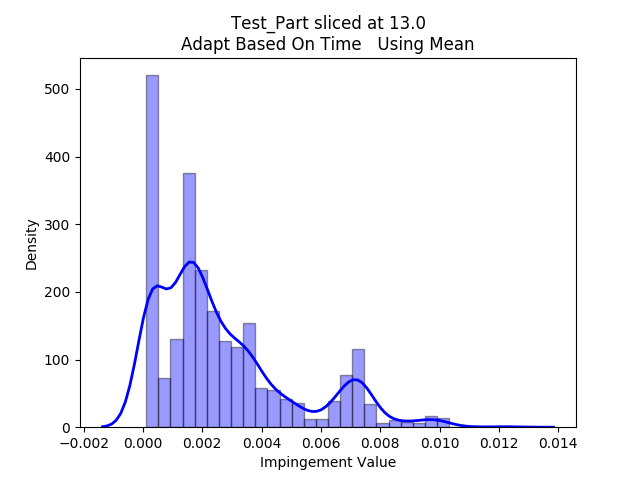 Test_Part sliced at 13.0
Adapt Based On Time   Using Mean
Density
500
400
300
200
100
0
−0.002 0.000 0.002 0.004 0.006 0.008 0.010 0.012 0.014
Impingement Value